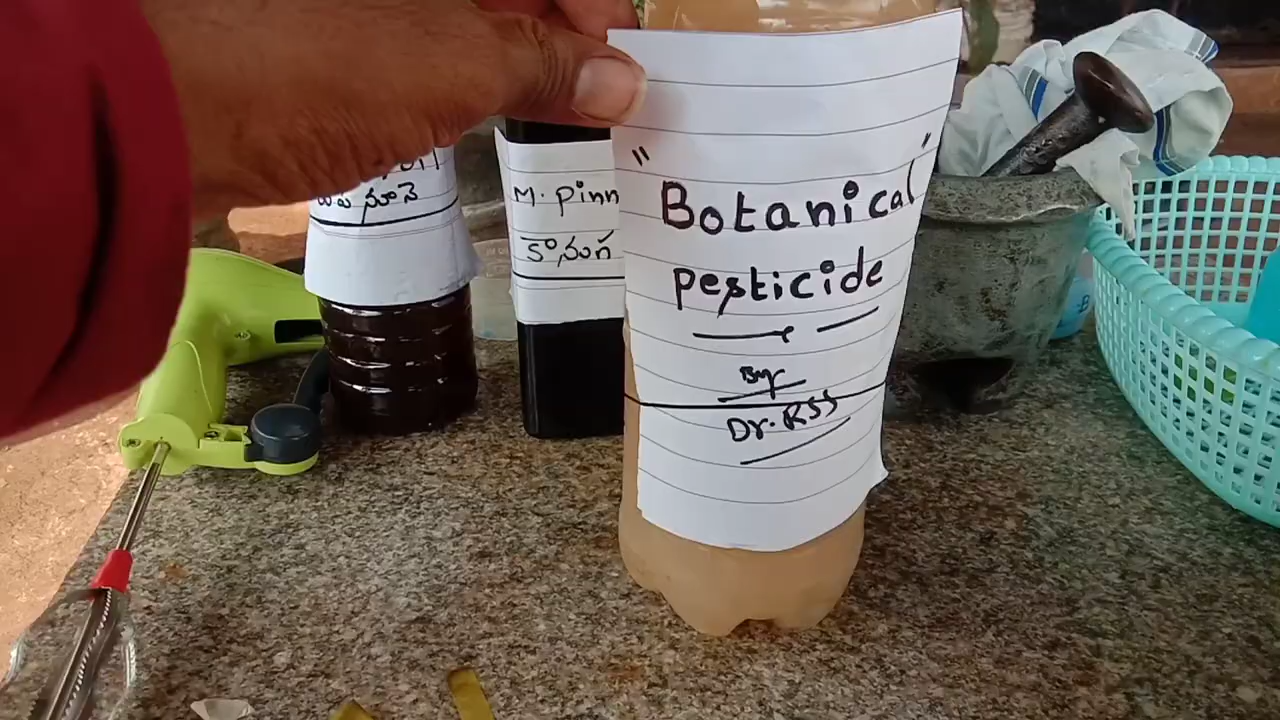 నూనె
M. Pinn
కానుగ
"Botanical"
pesticide
By
Dr. RSS